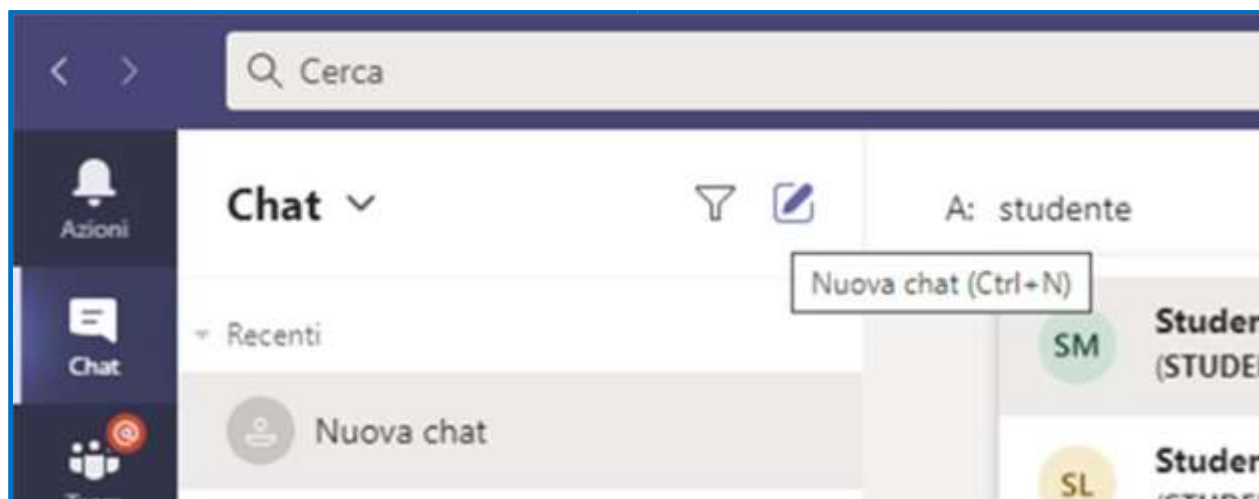 Cerca
Azioni
Chat
A: studente
Nuova chat (Ctrl+N)
Chat
Recenti
Nuova chat
SM
SL
@